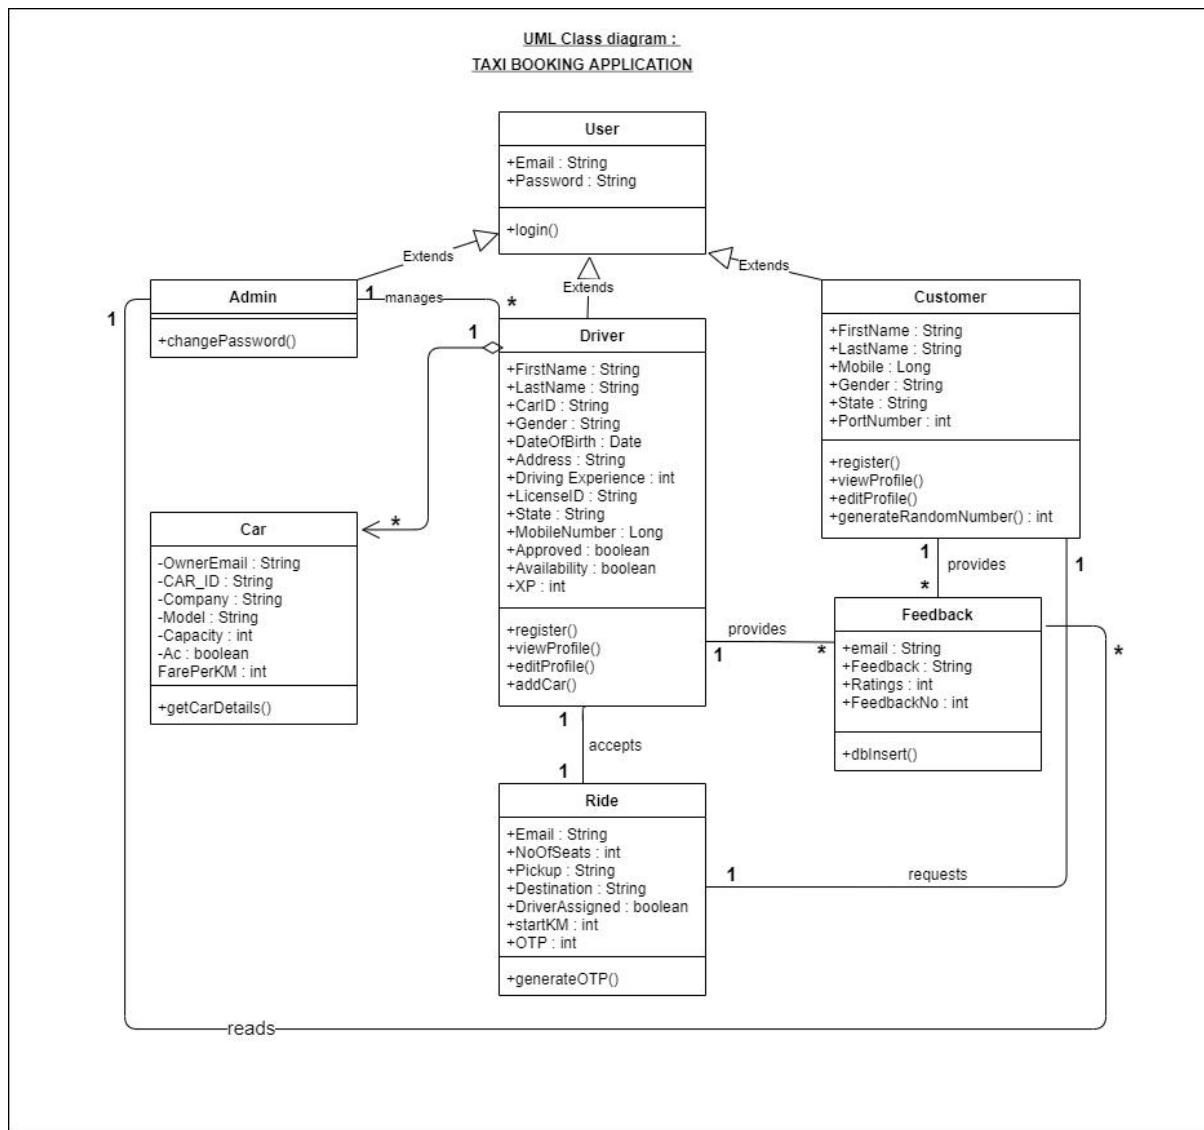 UML Class diagram :
TAXI BOOKING APPLICATION
User
+Email : String
+Password : String
+login()
Extends
Extends
Extends
Admin
+changePassword()
1
manages
*
1
1
*
Driver
+FirstName : String
+LastName : String
+CarID : String
+Gender : String
+DateOfBirth : Date
+Address : String
+Driving Experience : int
+LicenseID : String
+State : String
+MobileNumber : Long
+Approved : boolean
+Availability : boolean
+XP : int
+register()
+viewProfile()
+editProfile()
+addCar()
Customer
+FirstName : String
+LastName : String
+Mobile : Long
+Gender : String
+State : String
+PortNumber : int
+register()
+viewProfile()
+editProfile()
+generateRandomNumber() : int
Car
-OwnerEmail : String
-CAR_ID : String
-Company : String
-Model : String
-Capacity : int
-Ac : boolean
FarePerKM : int
+getCarDetails()
1
provides
*
1
provides
1
*
*
Feedback
+email : String
+Feedback : String
+Ratings : int
+FeedbackNo : int
+dbInsert()
1
accepts
1
Ride
+Email : String
+NoOfSeats : int
+Pickup : String
+Destination : String
+DriverAssigned : boolean
+startKM : int
+OTP : int
+generateOTP()
1
requests
reads